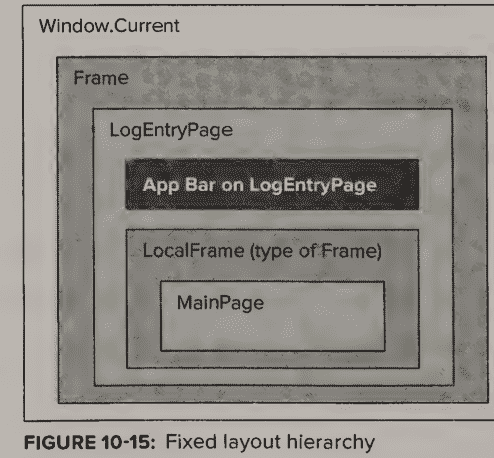 Window.Current
Frame
LogEntryPage
App Bar on LogEntryPage
LocalFrame (type of Frame)
MainPage
FIGURE 10-15: Fixed layout hierarchy